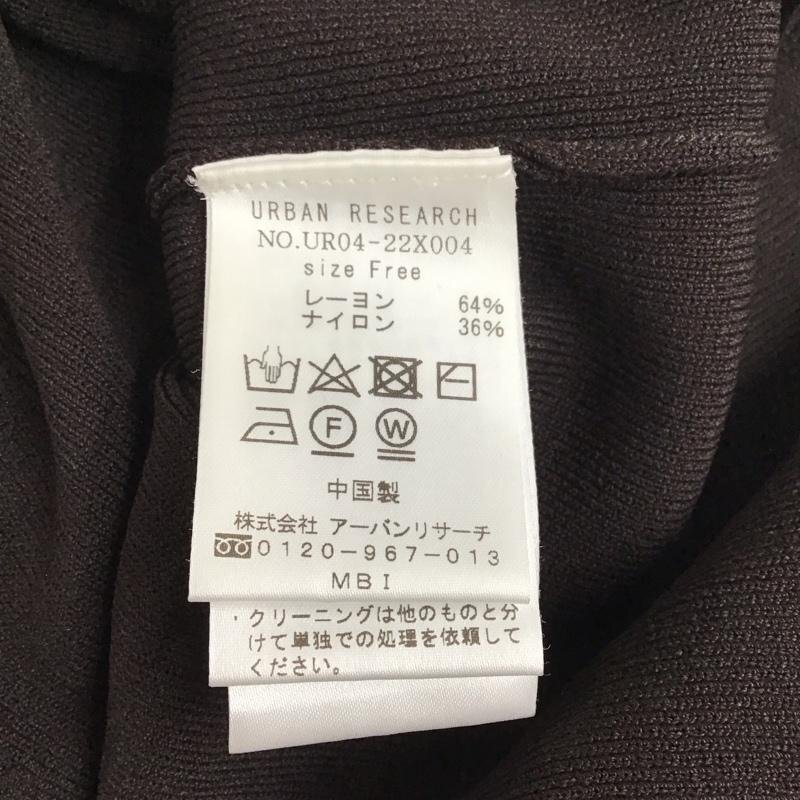 URBAN RESEARCH
NO.UR04-22X004
size Free
レーヨン 64%
ナイロン 36%
F W
中国製
株式会社 アーバンリサーチ
0120-967-013
MBI
・クリーニングは他のものと分
けて単独での処理を依頼して
ください。